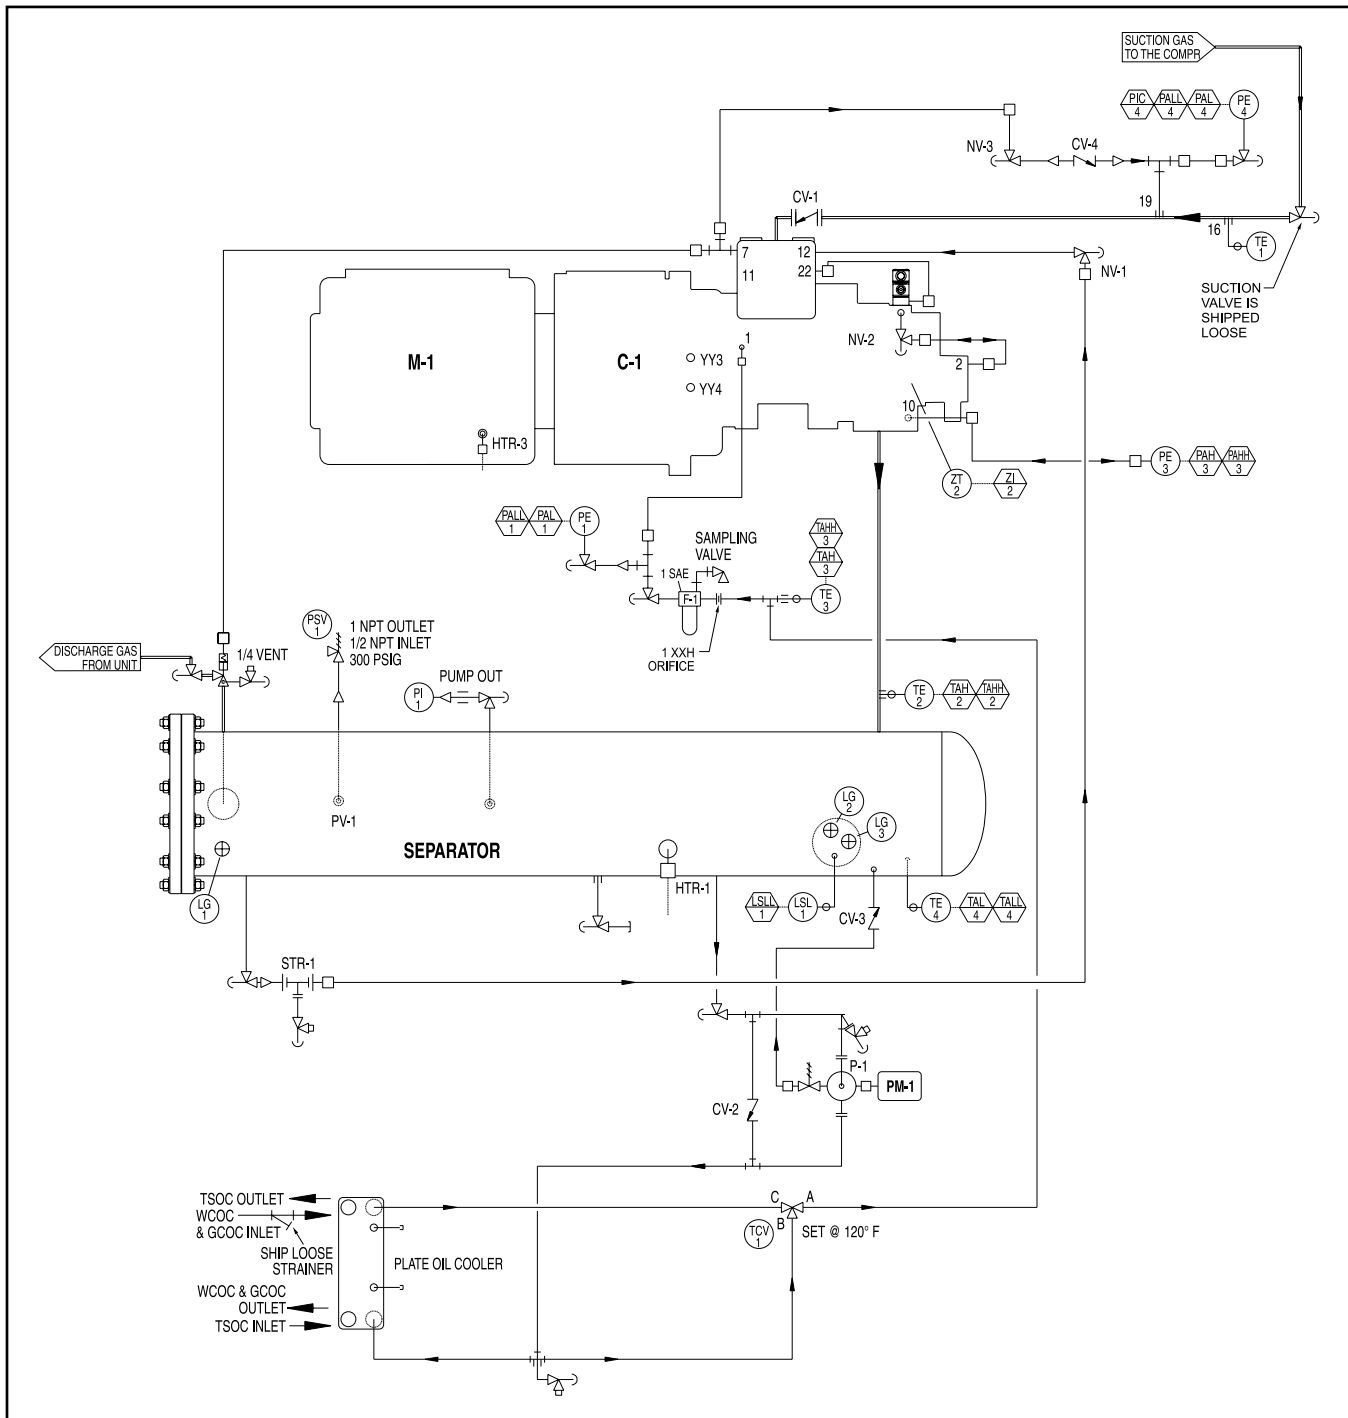 SUCTION GAS
TO THE COMPR
PIC
4
PALL
4
PAL
4
PE
4
NV-3
CV-4
CV-1
19
16
TE
1
7
12
11
22
NV-1
SUCTION
VALVE IS
SHIPPED
LOOSE
NV-2
1
2
M-1
C-1
YY3
YY4
10
HTR-3
PE
3
PAH
3
PAHH
3
ZT
2
ZI
2
PALL
1
PAL
1
PE
1
SAMPLING
VALVE
TAHH
3
TAH
3
TE
3
1 SAE
F-1
1 XXH
ORIFICE
PSV
1
1 NPT OUTLET
1/2 NPT INLET
300 PSIG
DISCHARGE GAS
FROM UNIT
1/4 VENT
PI
1
PUMP OUT
TE
2
TAH
2
TAHH
2
PV-1
LG
2
LG
3
SEPARATOR
HTR-1
LG
1
LSLL
1
LSL
1
CV-3
TE
4
TAL
4
TALL
4
STR-1
P-1
PM-1
CV-2
TSOC OUTLET
WCOC
& GCOC INLET
SHIP LOOSE
STRAINER
PLATE OIL COOLER
WCOC & GCOC
OUTLET
TSOC INLET
C
A
B
TCV
1
SET @ 120° F